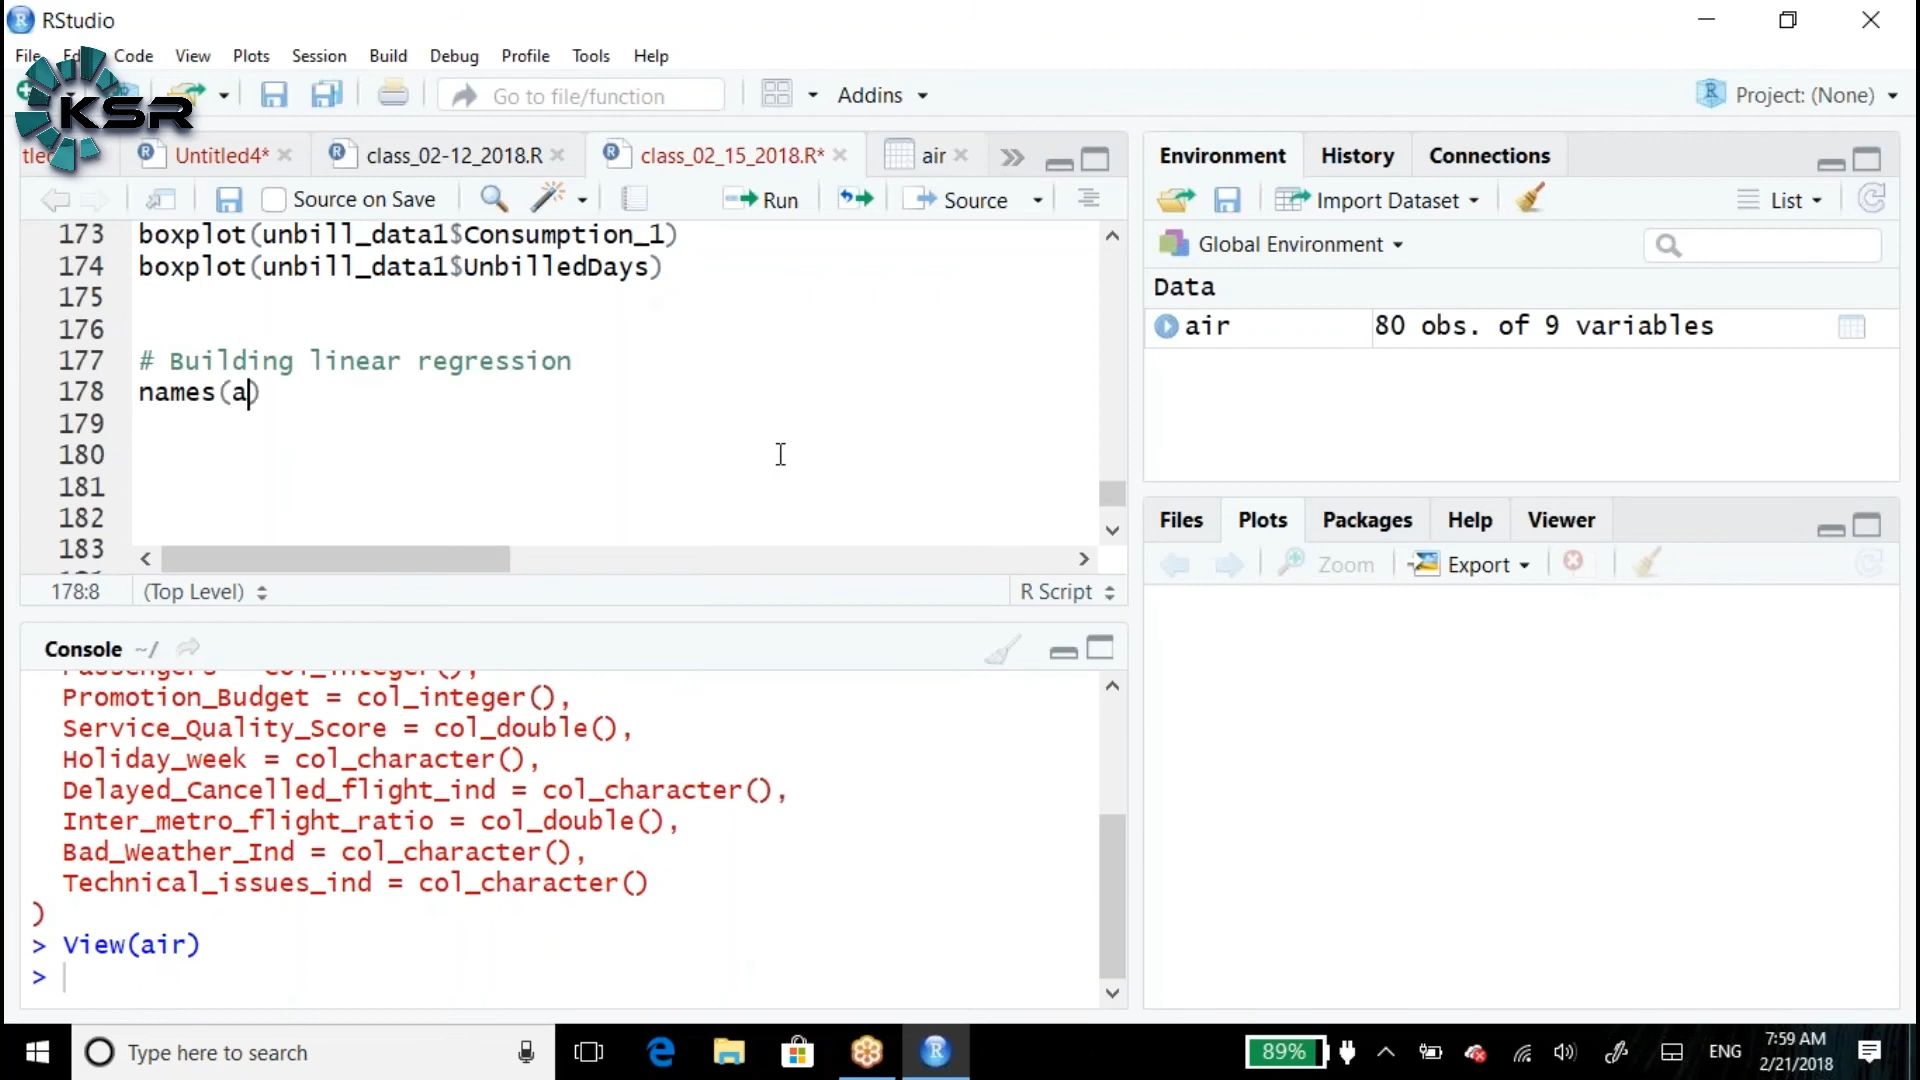 RStudio
File Edit Code View Plots Session Build Debug Profile Tools Help
KSR
Go to file/function
Addins
Project: (None)
Untitled4*
class_02-12_2018.R
class_02_15_2018.R*
air
Source on Save
Run
Source
173 boxplot(unbill_data1$Consumption_1)
174 boxplot(unbill_data1$UnbilledDays)
175
176
177 # Building linear regression
178 names(a)
179
180
181
182
183
178:8 (Top Level) R Script
Console ~/
Passengers = col_integer(),
Promotion_Budget = col_integer(),
Service_Quality_Score = col_double(),
Holiday_week = col_character(),
Delayed_Cancelled_flight_ind = col_character(),
Inter_metro_flight_ratio = col_double(),
Bad_Weather_Ind = col_character(),
Technical_issues_ind = col_character()
)
> View(air)
>
Environment History Connections
Import Dataset List
Global Environment
Data
air 80 obs. of 9 variables
Files Plots Packages Help Viewer
Zoom Export
Type here to search
89%
ENG
7:59 AM
2/21/2018